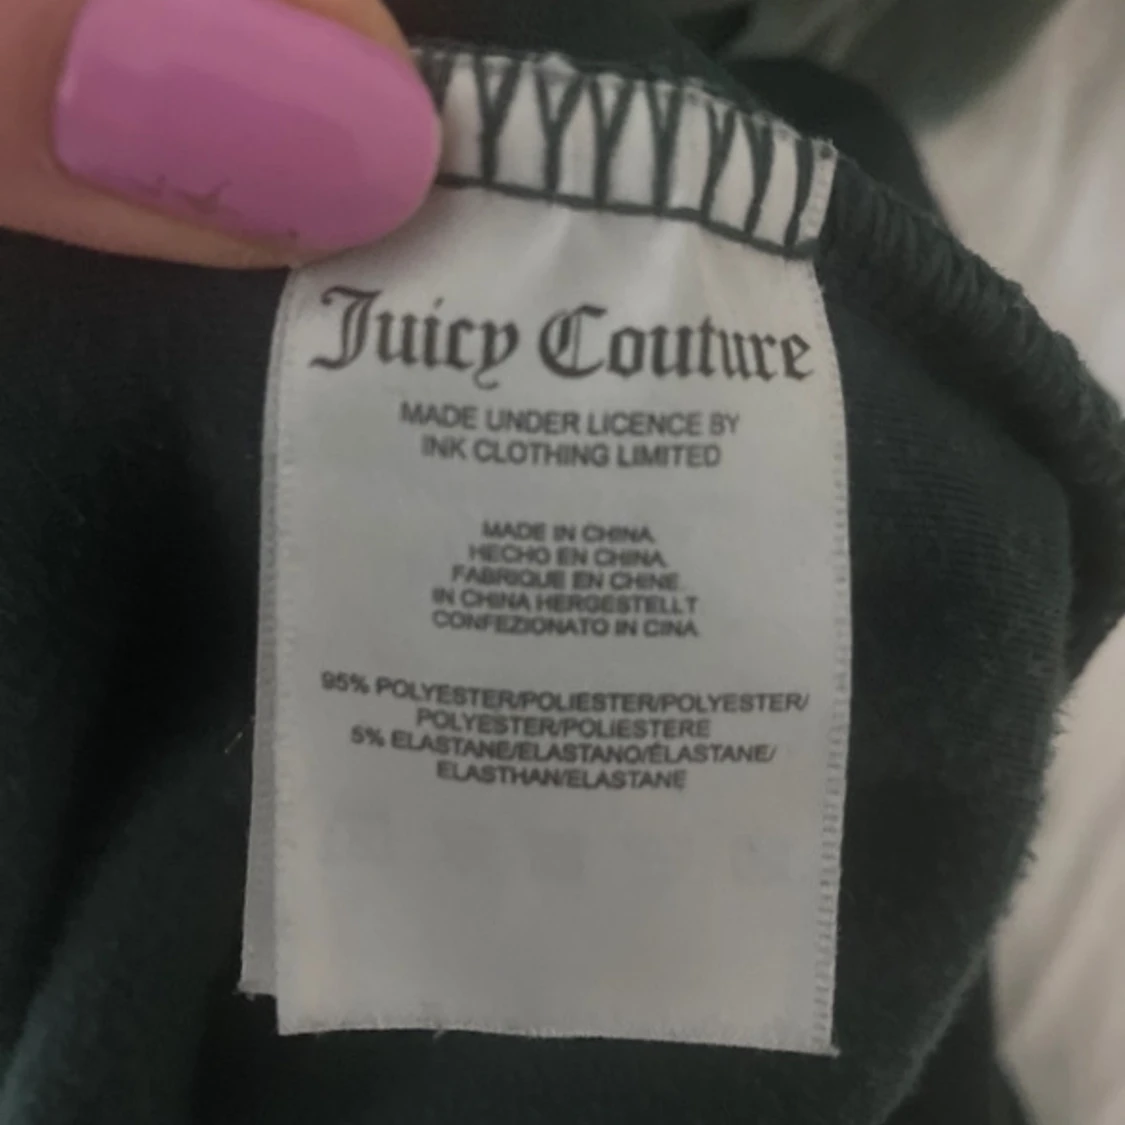 Juicy Couture
MADE UNDER LICENCE BY
INK CLOTHING LIMITED
MADE IN CHINA
HECHO EN CHINA
FABRIQUE EN CHINE
IN CHINA HERGESTELLT
CONFEZIONATO IN CINA
95% POLYESTER/POLIESTER/POLYESTER/
POLYESTER/POLIESTERE
5% ELASTANE/ELASTANO/ÉLASTANE/
ELASTHAN/ELASTANE